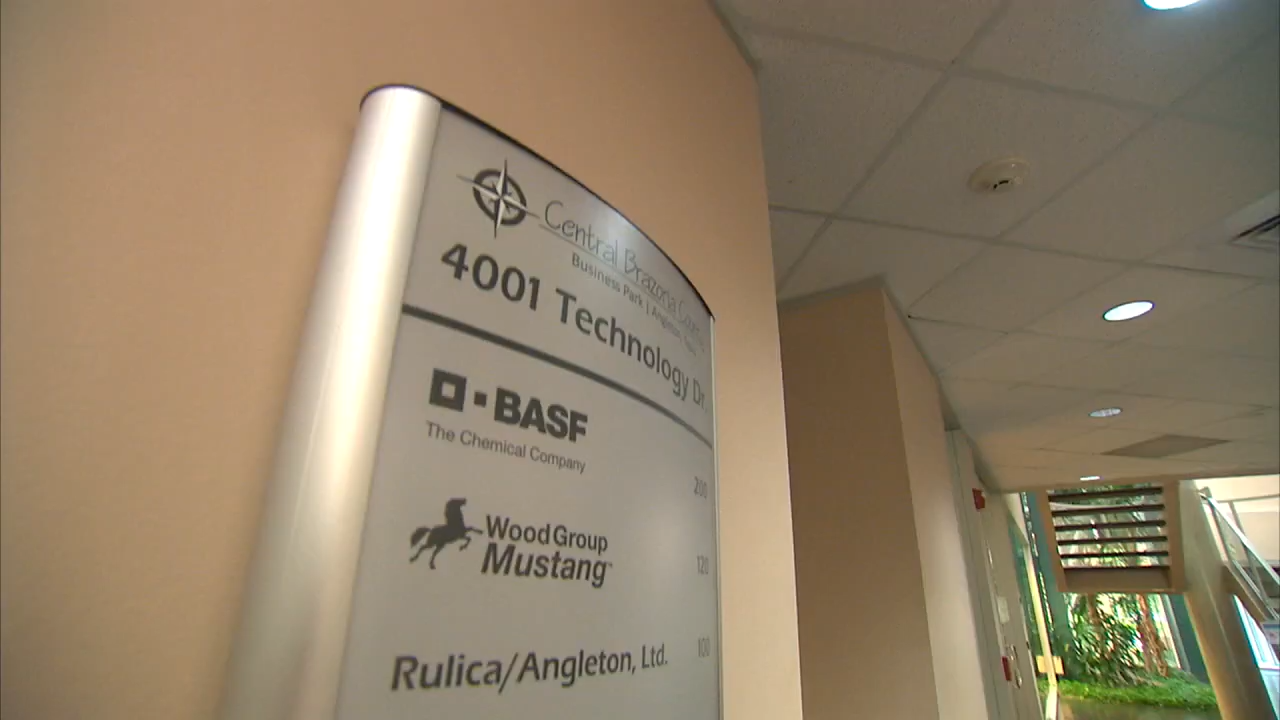 Central Brazoria County
Business Park | Angleton, Texas
4001 Technology Dr.
BASF
The Chemical Company
200
Wood Group
Mustang
120
Rulica/Angleton, Ltd.
100